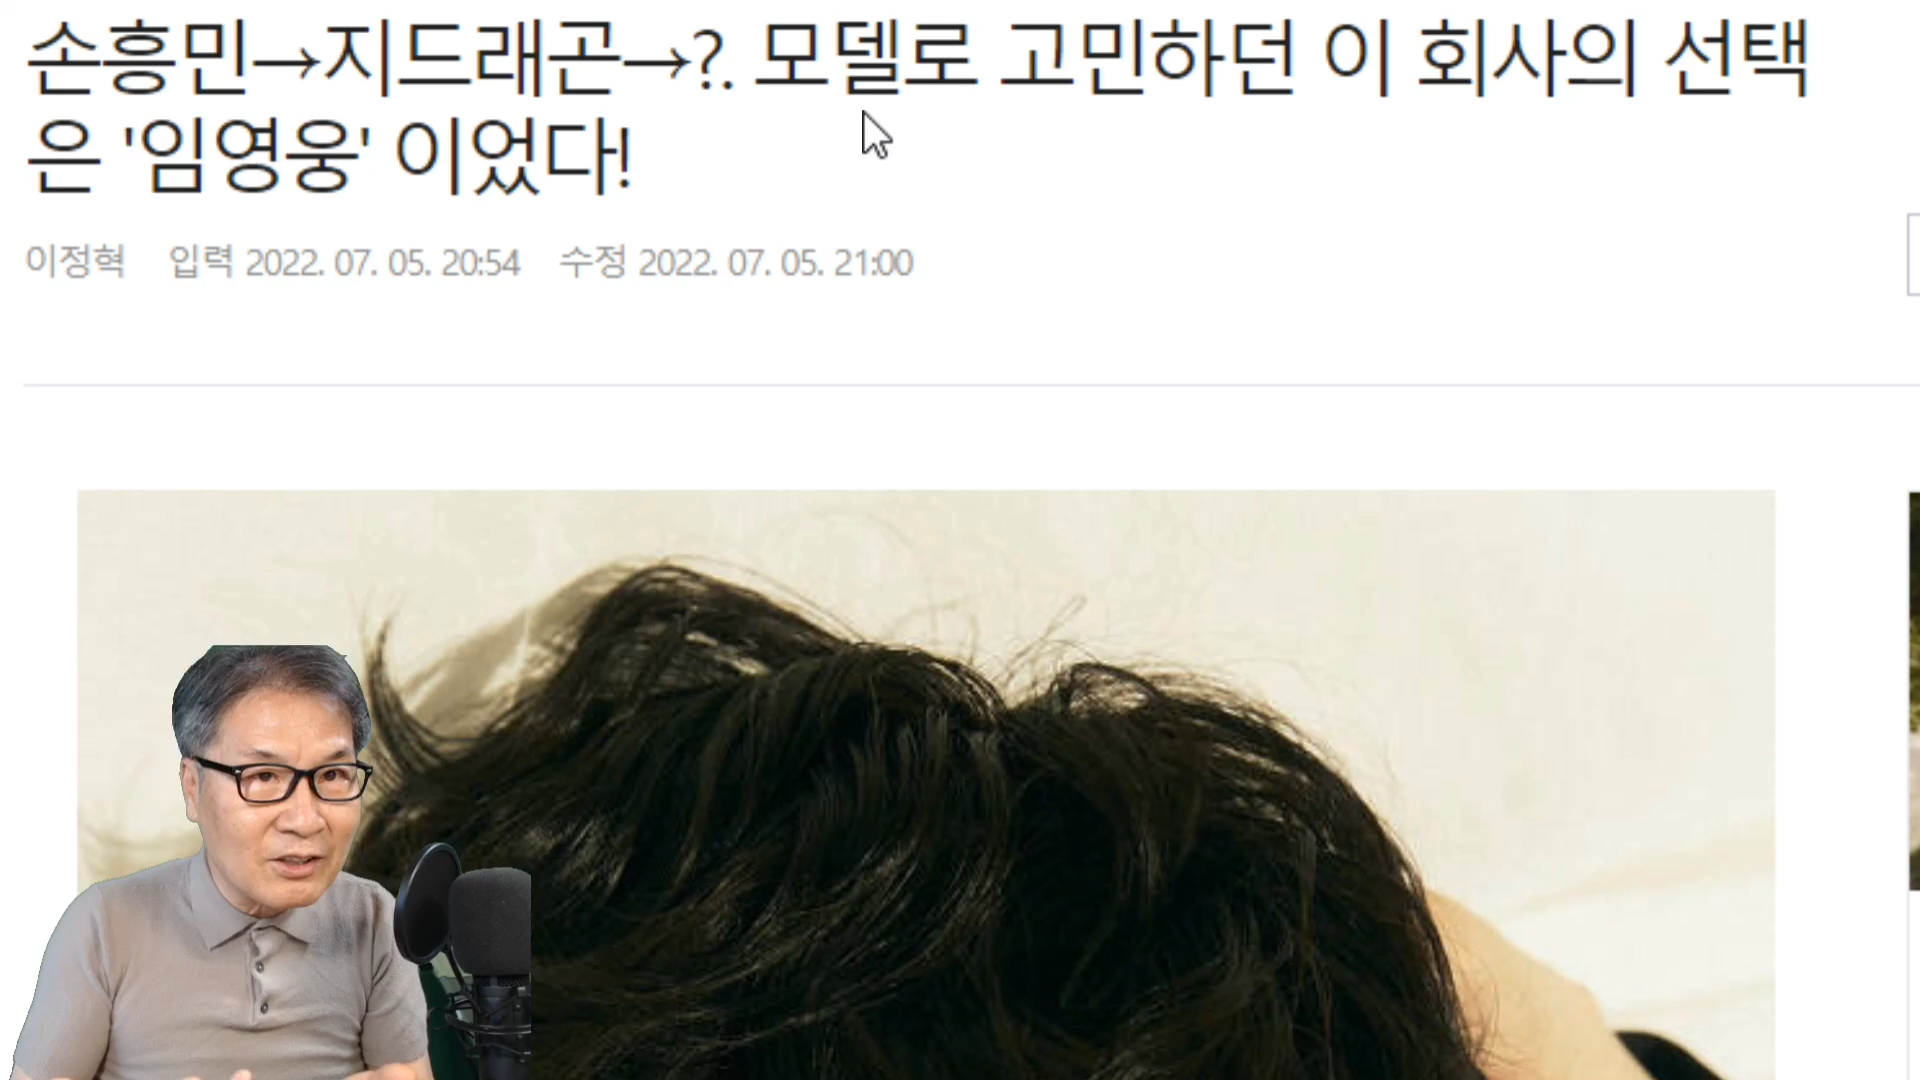 손흥민→지드래곤→?. 모델로 고민하던 이 회사의 선택
은 '임영웅' 이었다!
이정혁 입력 2022. 07. 05. 20:54 수정 2022. 07. 05. 21:00